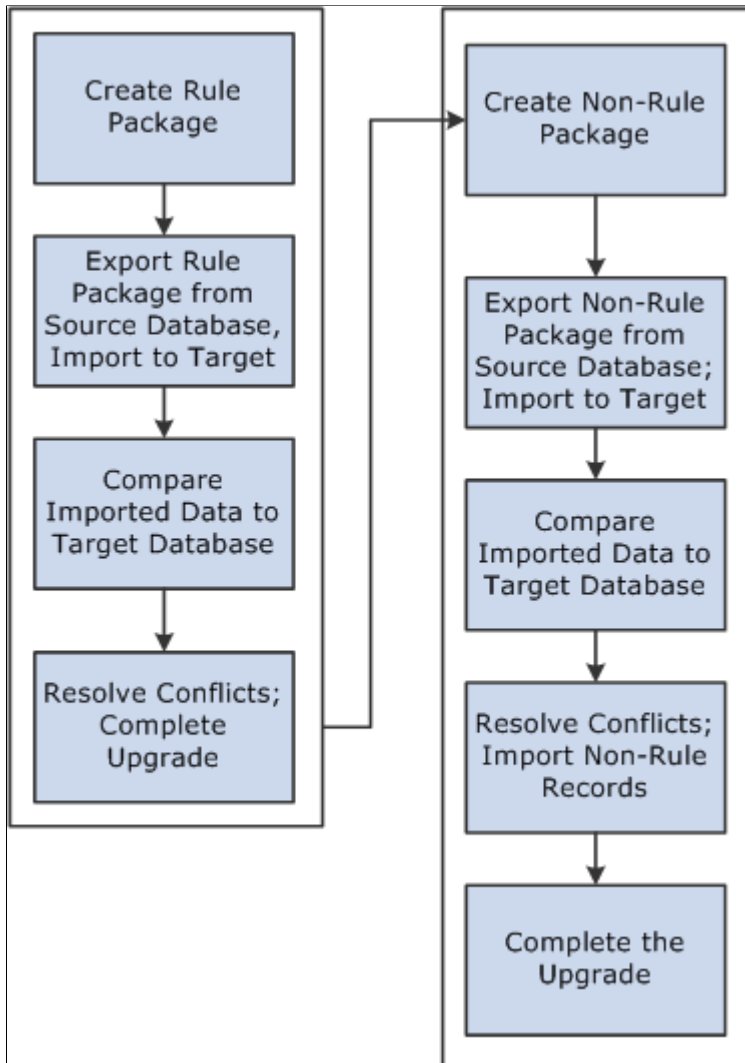 Create Rule
Package
Export Rule
Package from
Source Database,
Import to Target
Compare
Imported Data to
Target Database
Resolve Conflicts;
Complete
Upgrade
Create Non-Rule
Package
Export Non-Rule
Package from
Source Database;
Import to Target
Compare
Imported Data to
Target Database
Resolve Conflicts;
Import Non-Rule
Records
Complete the
Upgrade